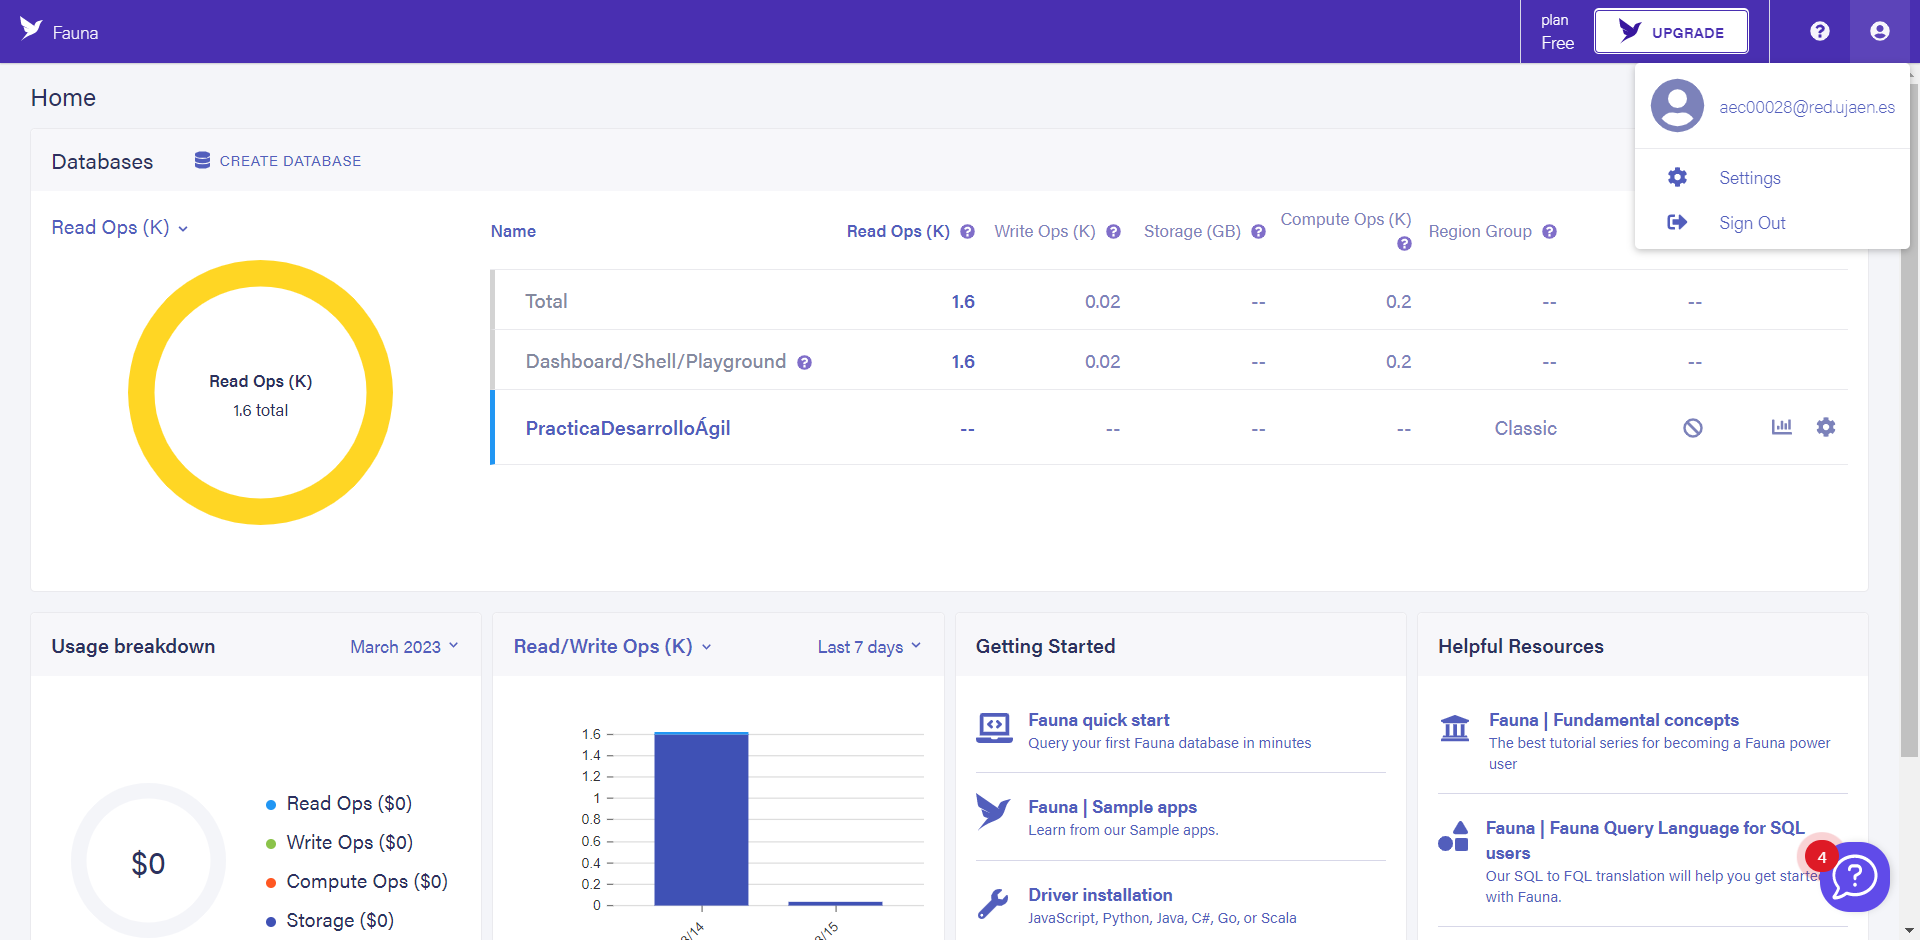 Fauna
plan
Free
UPGRADE
aec00028@red.ujaen.es
Settings
Sign Out
Home
Databases
CREATE DATABASE
Read Ops (K)
Read Ops (K)
1.6 total
Name Read Ops (K) Write Ops (K) Storage (GB) Compute Ops (K) Region Group
Total 1.6 0.02 -- 0.2 -- --
Dashboard/Shell/Playground 1.6 0.02 -- 0.2 -- --
PracticaDesarrolloÁgil -- -- -- -- Classic
Usage breakdown
March 2023
$0
Read Ops ($0)
Write Ops ($0)
Compute Ops ($0)
Storage ($0)
Read/Write Ops (K)
Last 7 days
1.6
1.4
1.2
1
0.8
0.6
0.4
0.2
0
3/14
3/15
Getting Started
Fauna quick start
Query your first Fauna database in minutes
Fauna | Sample apps
Learn from our Sample apps.
Driver installation
JavaScript, Python, Java, C#, Go, or Scala
Helpful Resources
Fauna | Fundamental concepts
The best tutorial series for becoming a Fauna power
user
Fauna | Fauna Query Language for SQL
users
Our SQL to FQL translation will help you get started
with Fauna.
4